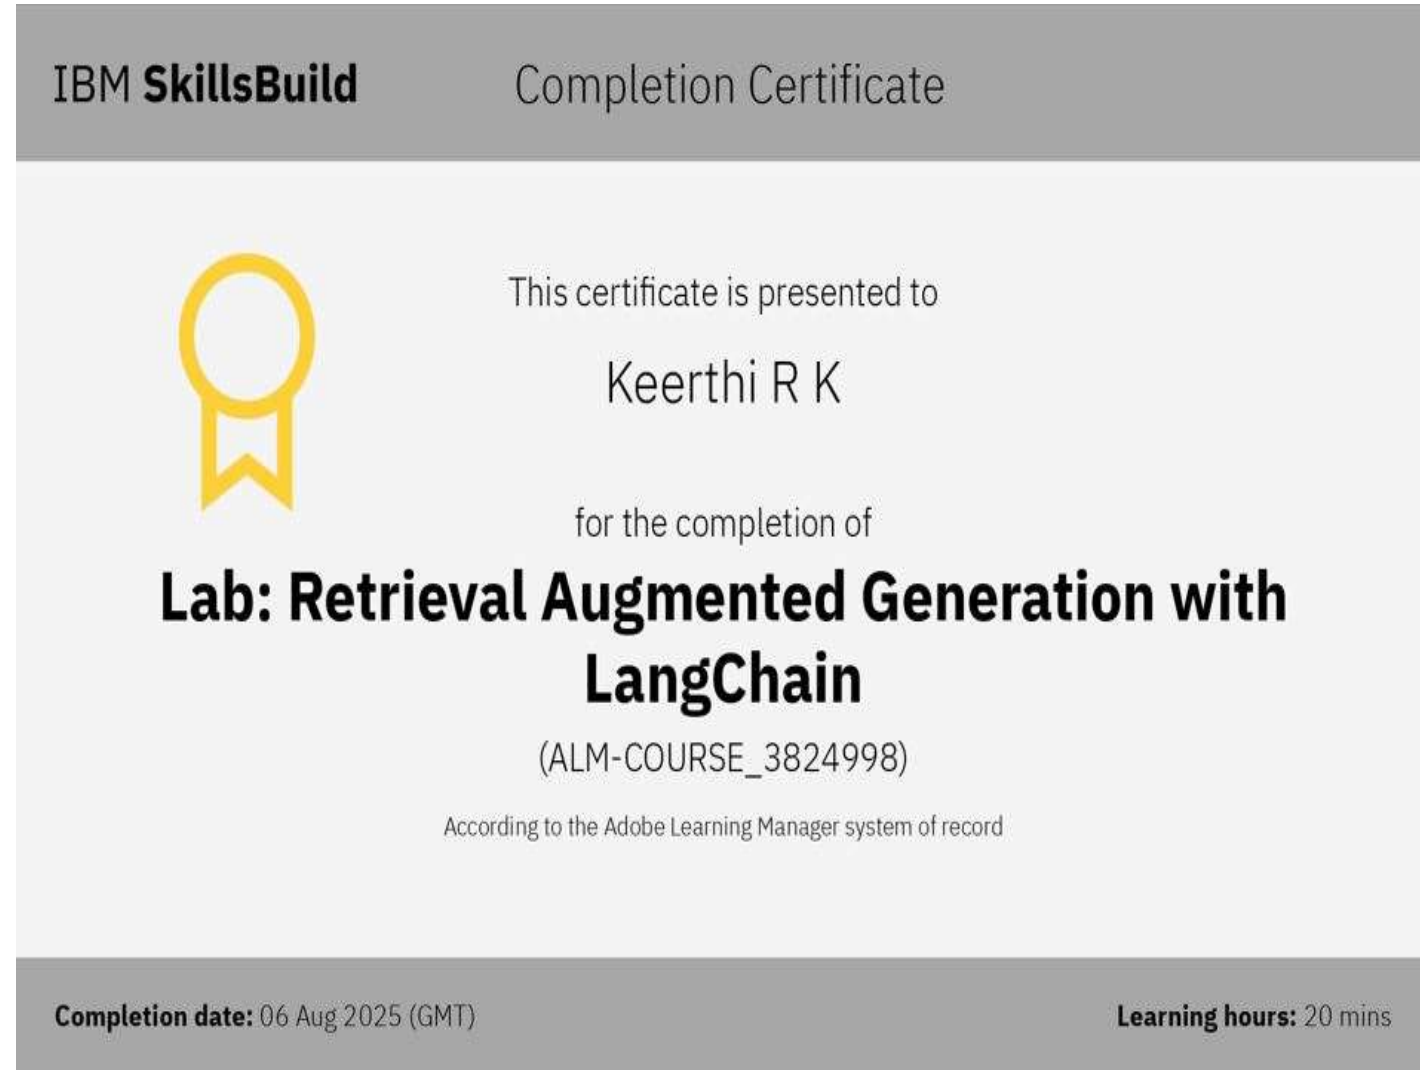 IBM SkillsBuild
Completion Certificate
This certificate is presented to
Keerthi R K
for the completion of
Lab: Retrieval Augmented Generation with
LangChain
(ALM-COURSE_3824998)
According to the Adobe Learning Manager system of record
Completion date: 06 Aug 2025 (GMT)
Learning hours: 20 mins